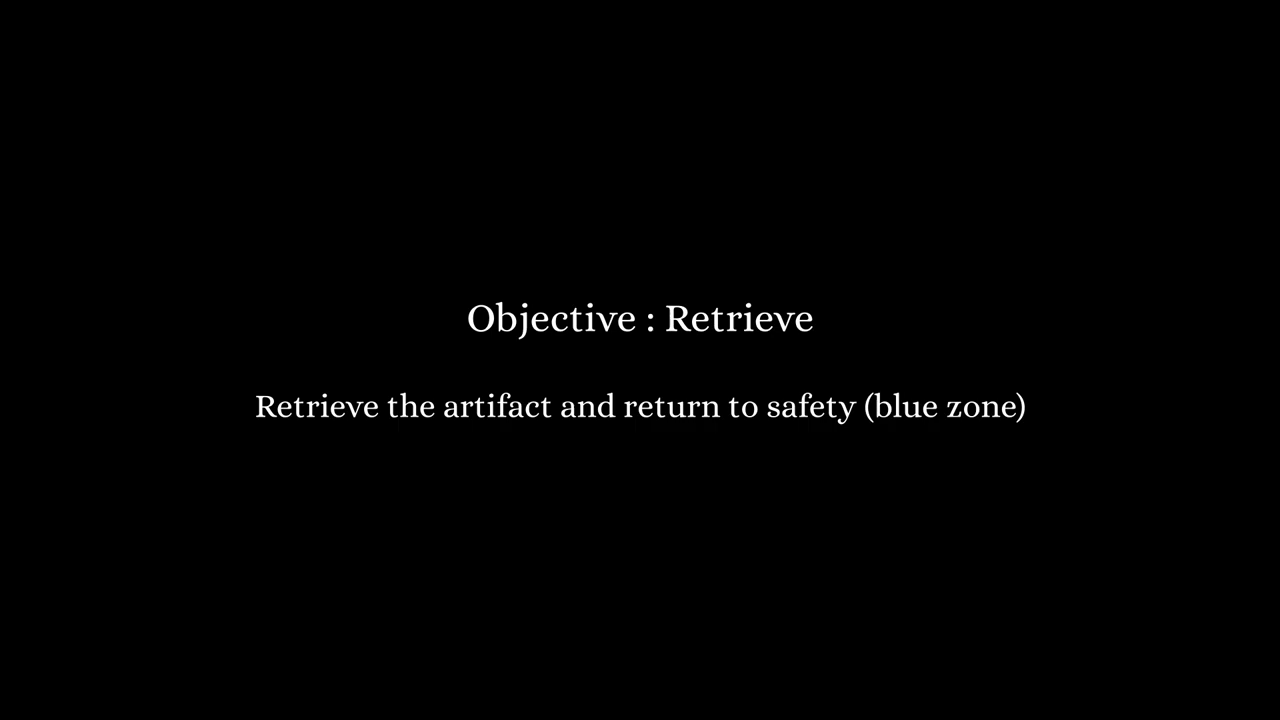 Objective : Retrieve
Retrieve the artifact and return to safety (blue zone)